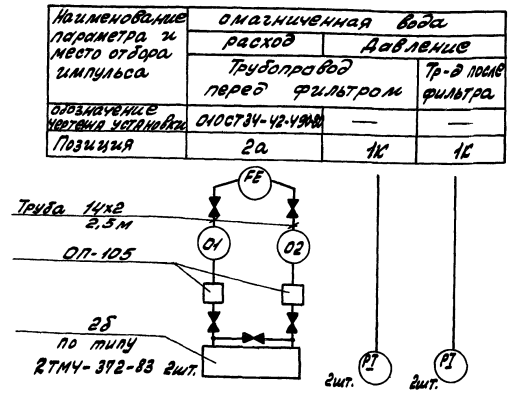 Наименование параметра и место отбора импульса
омагниченная вода
расход
Давление
Трубопровод перед фильтром
Тр-д после фильтра
обозначение чертежа установки
—
—
Позиция
2а
1К
1К
FE
Труба 14х2
2,5м
01
02
ОП-105
2б
по типу
2ТМЧ-372-83 2шт.
PI
2шт.
PI
2шт.